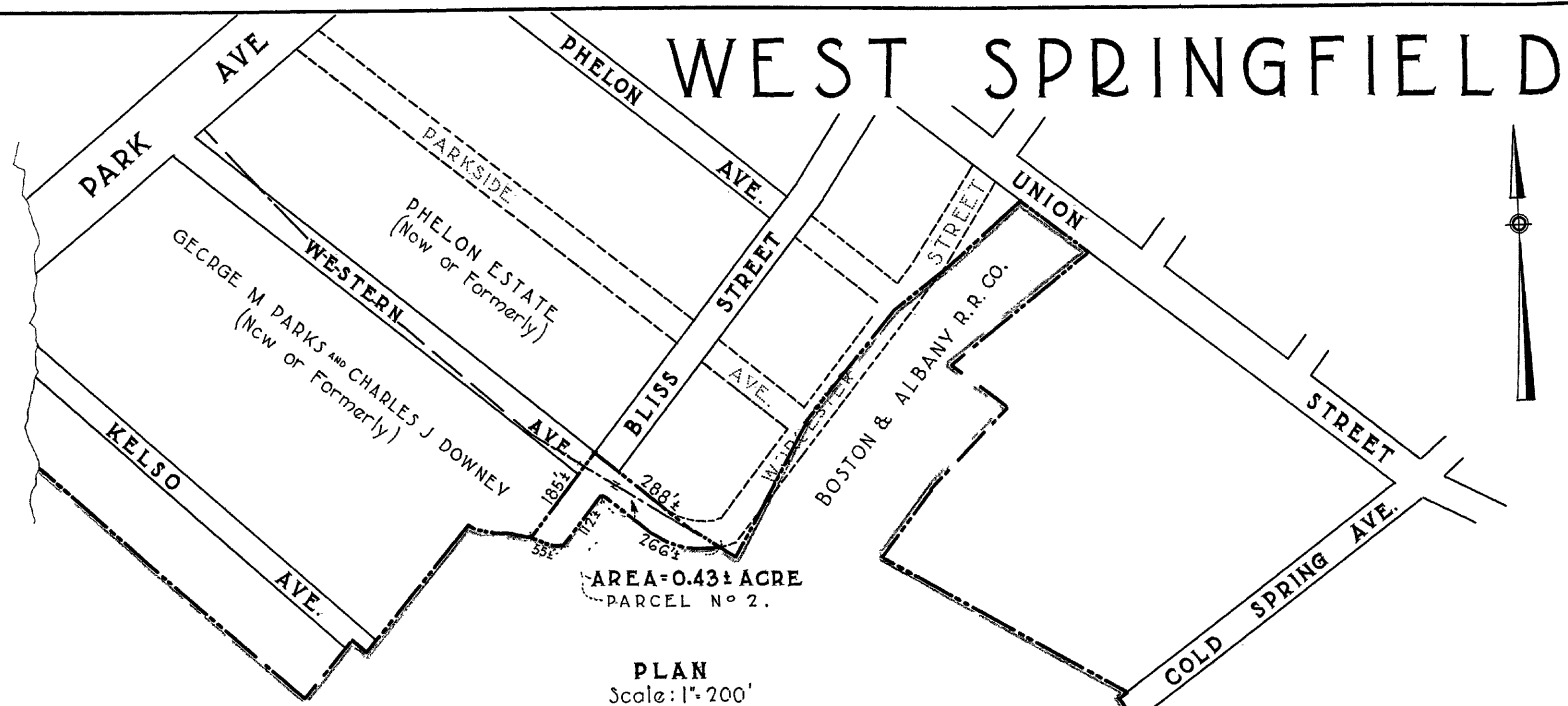 WEST SPRINGFIELD
PARK AVE
PHELON AVE.
PARKSIDE AVE.
PHELON ESTATE
(Now or Formerly)
WESTERN AVE
GEORGE M PARKS AND CHARLES J DOWNEY
(Now or Formerly)
KELSO AVE.
BLISS STREET
WORCESTER STREET
UNION STREET
BOSTON & ALBANY R.R. CO.
COLD SPRING AVE.
185'±
288'±
55±
112±
266'±
AREA=0.43± ACRE
PARCEL Nº 2.
PLAN
Scale: 1"=200'